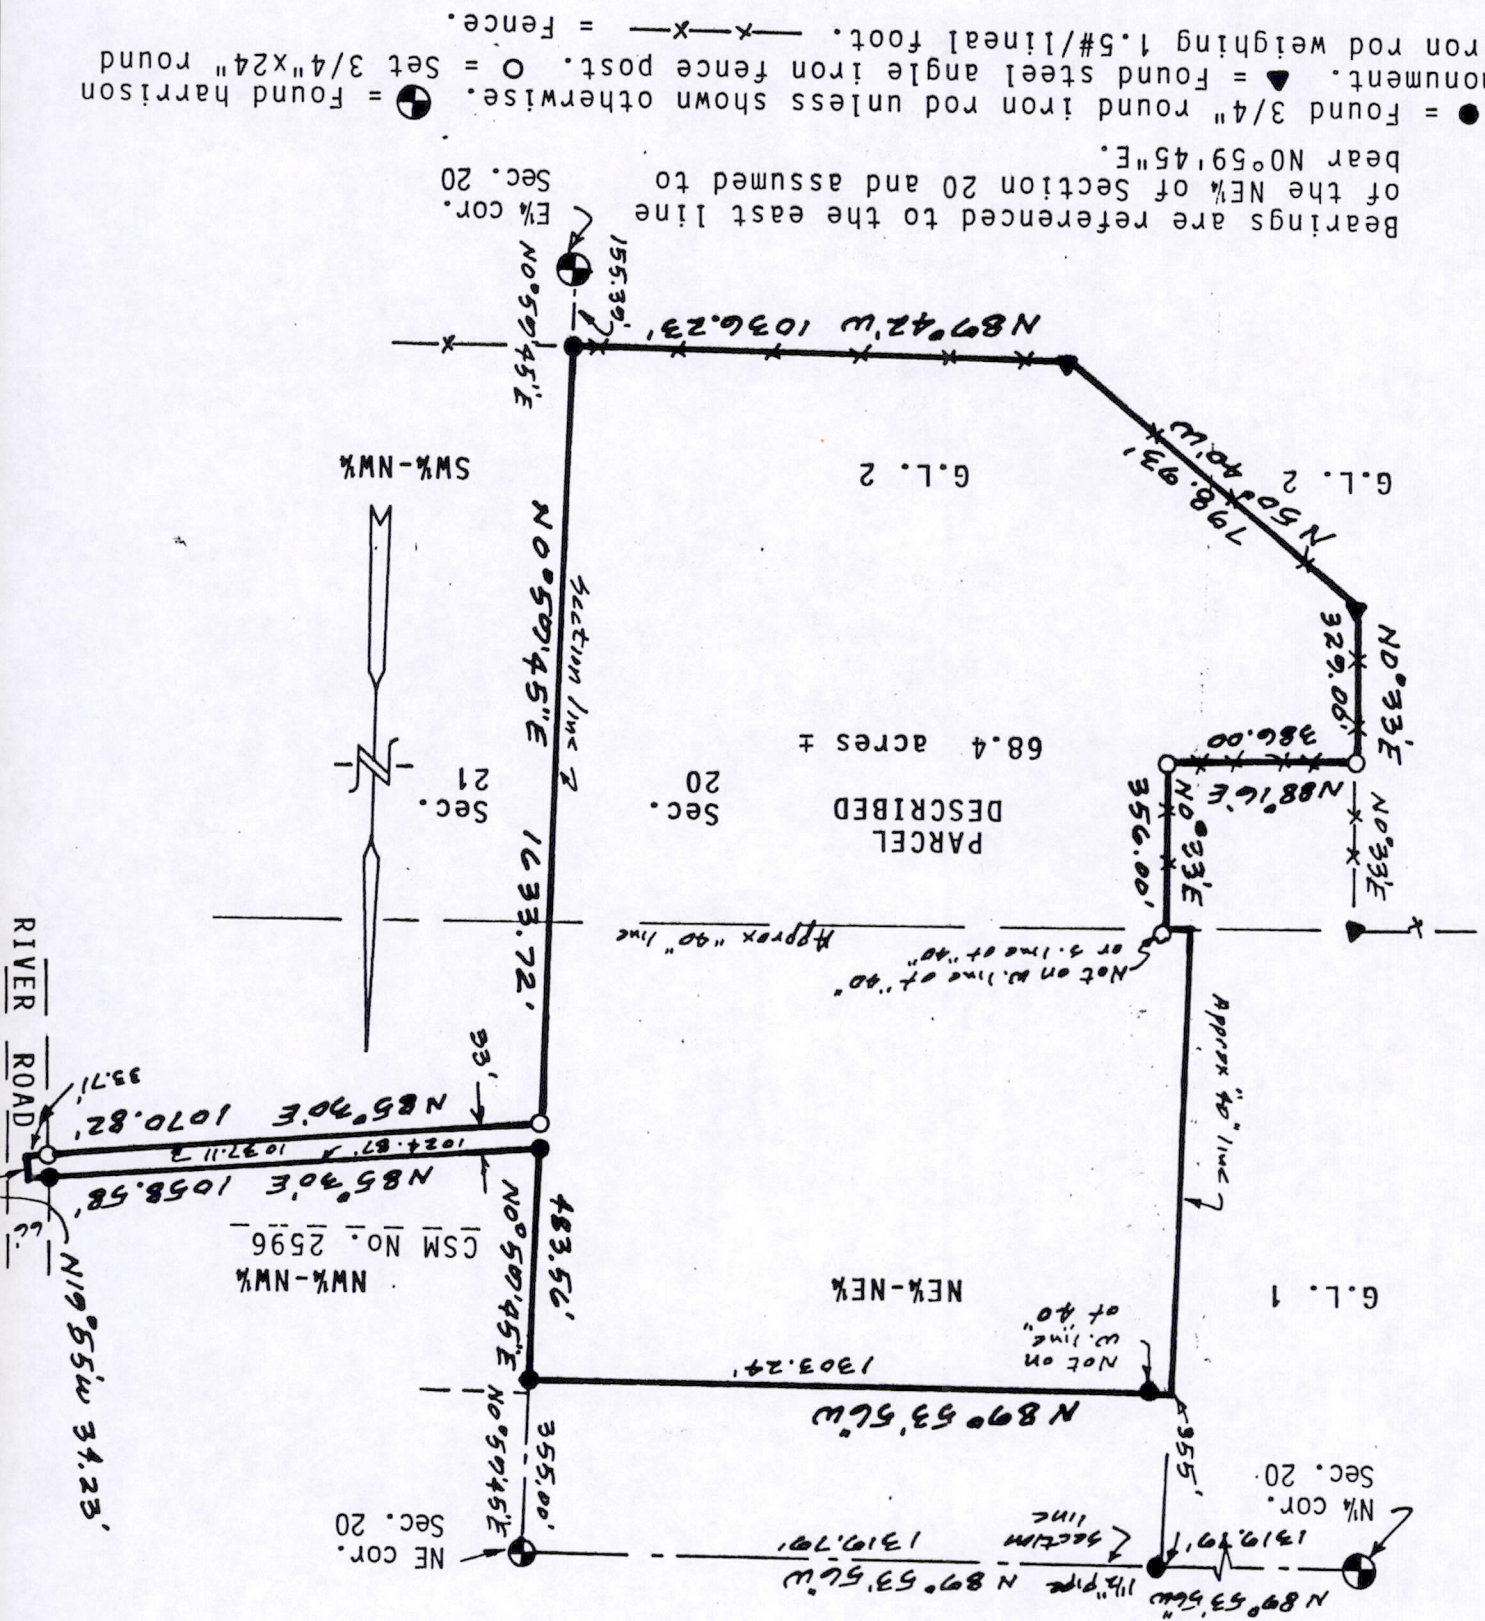 N 89°53'56"W
1319.79'
N¼ cor.
Sec. 20
1½" pipe
N 89°53'56"W
1319.79'
section
line
NE cor.
Sec. 20
355'
355.00'
N0°59'45"E
N 89°53'56"W
1303.24'
Not on
W. line
of 40"
G.L. 1
NE¼-NE¼
NW¼-NW¼
CSM No. 2596
483.56'
N0°59'45"E
N19°55'W 34.23'
66'
N85°30'E 1058.58'
1024.87'
1037.11
N85°30'E 1070.82'
33.71'
33'
RIVER ROAD
Approx "40" line
Not on W. line of "40"
or S. line of "40"
Approx "40" line
N0°33'E
N0°33'E
356.00'
N88°16'E
386.00
PARCEL
DESCRIBED
68.4 acres ±
Sec.
20
Sec.
21
N
N0°33'E
329.00'
Section line
N0°59'45"E 1633.72'
G.L. 2
N 50°40'W
798.93'
G.L. 2
SW¼-NW¼
N89°42'W 1036.23'
155.39'
N0°59'45"E
E¼ cor.
Sec. 20
Bearings are referenced to the east line
of the NE¼ of Section 20 and assumed to
bear N0°59'45"E.
= Found 3/4" round iron rod unless shown otherwise. = Found harrison
monument. = Found steel angle iron fence post. = Set 3/4"x24" round
iron rod weighing 1.5#/lineal foot. —x—x— = Fence.